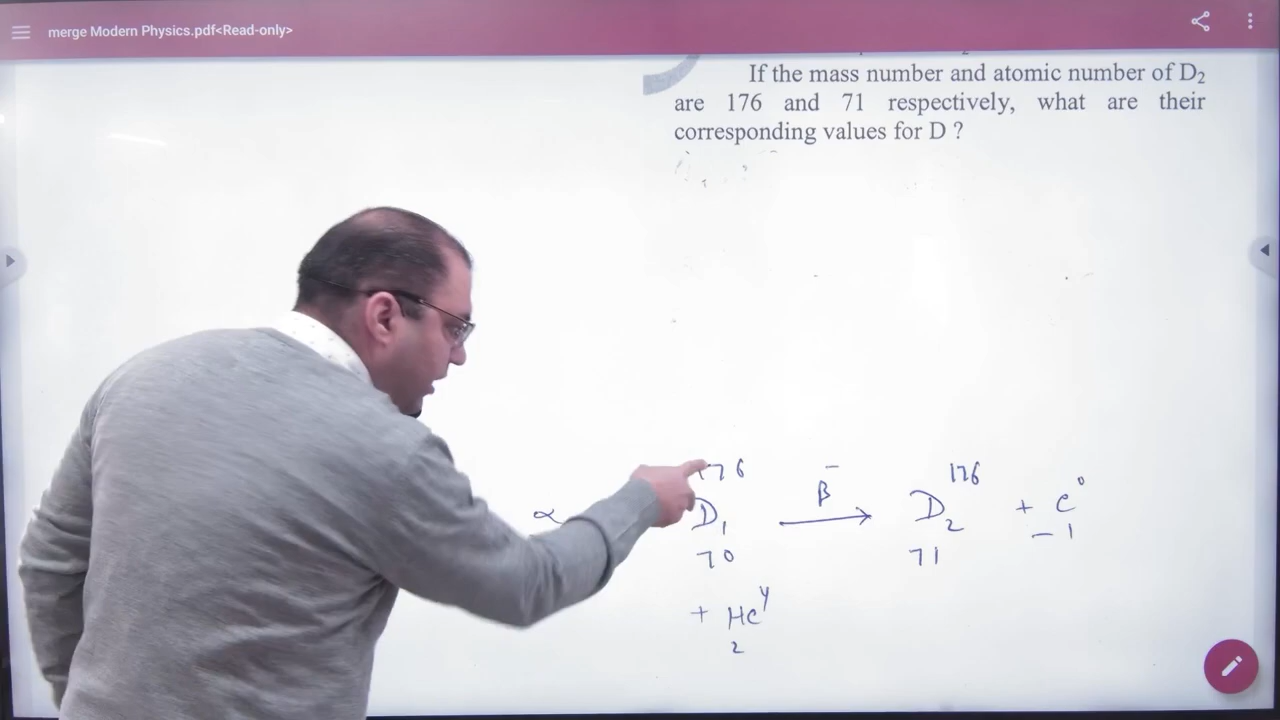 merge Modern Physics.pdf<Read-only>
If the mass number and atomic number of D₂
are 176 and 71 respectively, what are their
corresponding values for D ?
176 β⁻ 176
α D₁ → D₂ + e⁰
70 71 −1
+ He⁴
2